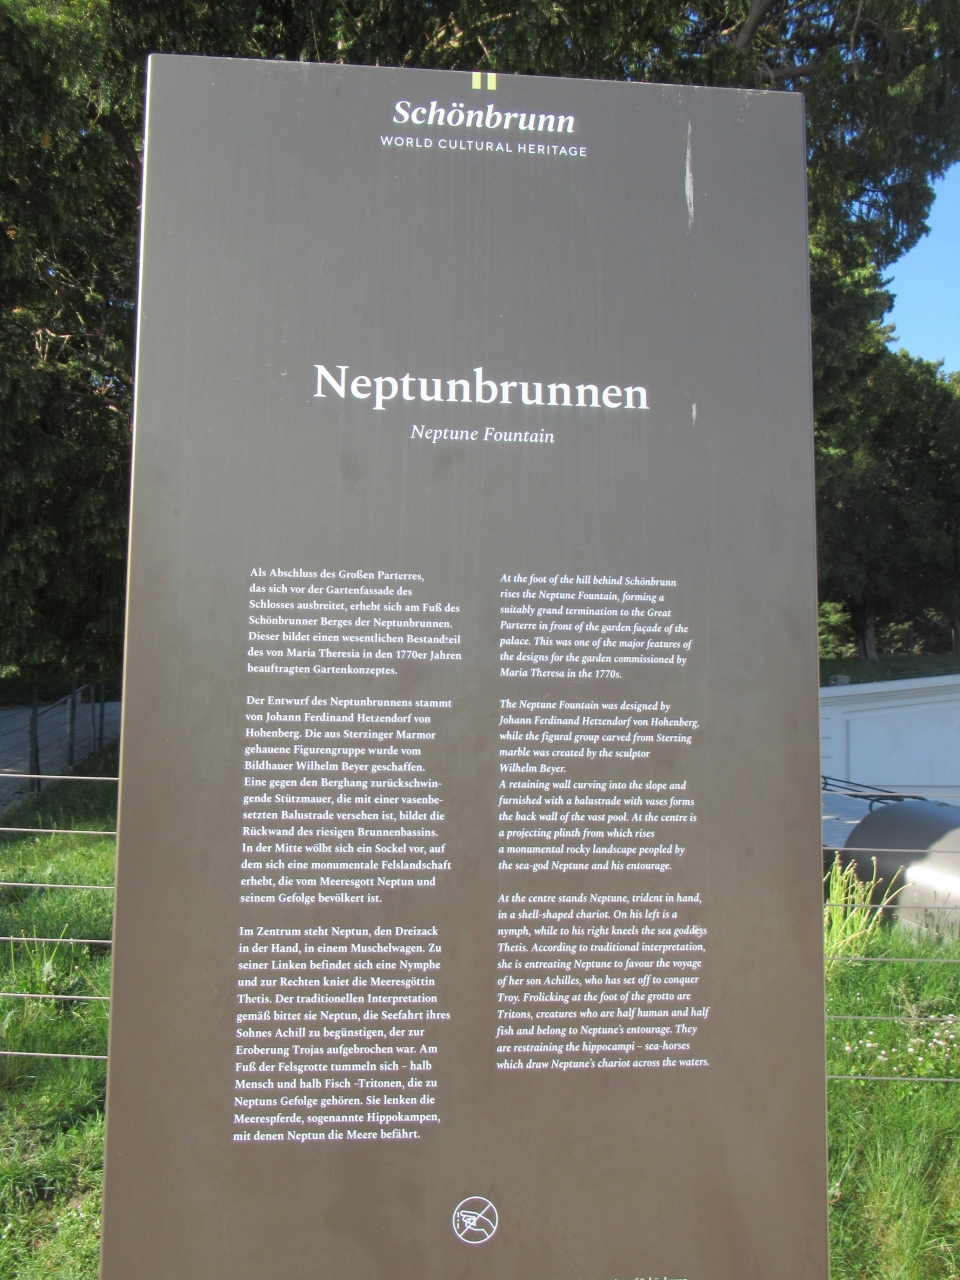 Schönbrunn
WORLD CULTURAL HERITAGE
Neptunbrunnen
Neptune Fountain
Als Abschluss des Großen Parterres,
das sich vor der Gartenfassade des
Schlosses ausbreitet, erhebt sich am Fuß des
Schönbrunner Berges der Neptunbrunnen.
Dieser bildet einen wesentlichen Bestandteil
des von Maria Theresia in den 1770er Jahren
beauftragten Gartenkonzeptes.
Der Entwurf des Neptunbrunnens stammt
von Johann Ferdinand Hetzendorf von
Hohenberg. Die aus Sterzinger Marmor
gehauene Figurengruppe wurde vom
Bildhauer Wilhelm Beyer geschaffen.
Eine gegen den Berghang zurückschwin-
gende Stützmauer, die mit einer vasenbe-
setzten Balustrade versehen ist, bildet die
Rückwand des riesigen Brunnenbassins.
In der Mitte wölbt sich ein Sockel vor, auf
dem sich eine monumentale Felslandschaft
erhebt, die vom Meeresgott Neptun und
seinem Gefolge bevölkert ist.
Im Zentrum steht Neptun, den Dreizack
in der Hand, in einem Muschelwagen. Zu
seiner Linken befindet sich eine Nymphe
und zur Rechten kniet die Meeresgöttin
Thetis. Der traditionellen Interpretation
gemäß bittet sie Neptun, die Seefahrt ihres
Sohnes Achill zu begünstigen, der zur
Eroberung Trojas aufgebrochen war. Am
Fuß der Felsgrotte tummeln sich – halb
Mensch und halb Fisch –Tritonen, die zu
Neptuns Gefolge gehören. Sie lenken die
Meerespferde, sogenannte Hippokampen,
mit denen Neptun die Meere befährt.
At the foot of the hill behind Schönbrunn
rises the Neptune Fountain, forming a
suitably grand termination to the Great
Parterre in front of the garden façade of the
palace. This was one of the major features of
the designs for the garden commissioned by
Maria Theresa in the 1770s.
The Neptune Fountain was designed by
Johann Ferdinand Hetzendorf von Hohenberg,
while the figural group carved from Sterzing
marble was created by the sculptor
Wilhelm Beyer.
A retaining wall curving into the slope and
furnished with a balustrade with vases forms
the back wall of the vast pool. At the centre is
a projecting plinth from which rises
a monumental rocky landscape peopled by
the sea-god Neptune and his entourage.
At the centre stands Neptune, trident in hand,
in a shell-shaped chariot. On his left is a
nymph, while to his right kneels the sea goddess
Thetis. According to traditional interpretation,
she is entreating Neptune to favour the voyage
of her son Achilles, who has set off to conquer
Troy. Frolicking at the foot of the grotto are
Tritons, creatures who are half human and half
fish and belong to Neptune's entourage. They
are restraining the hippocampi – sea-horses
which draw Neptune's chariot across the waters.